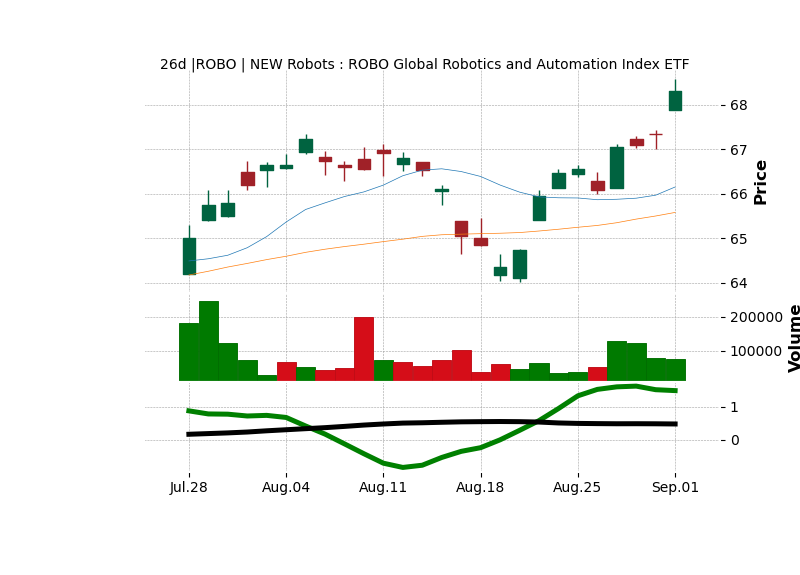 26d |ROBO | NEW Robots : ROBO Global Robotics and Automation Index ETF
68
67
66
65
64
Price
200000
100000
Volume
1
0
Jul.28
Aug.04
Aug.11
Aug.18
Aug.25
Sep.01